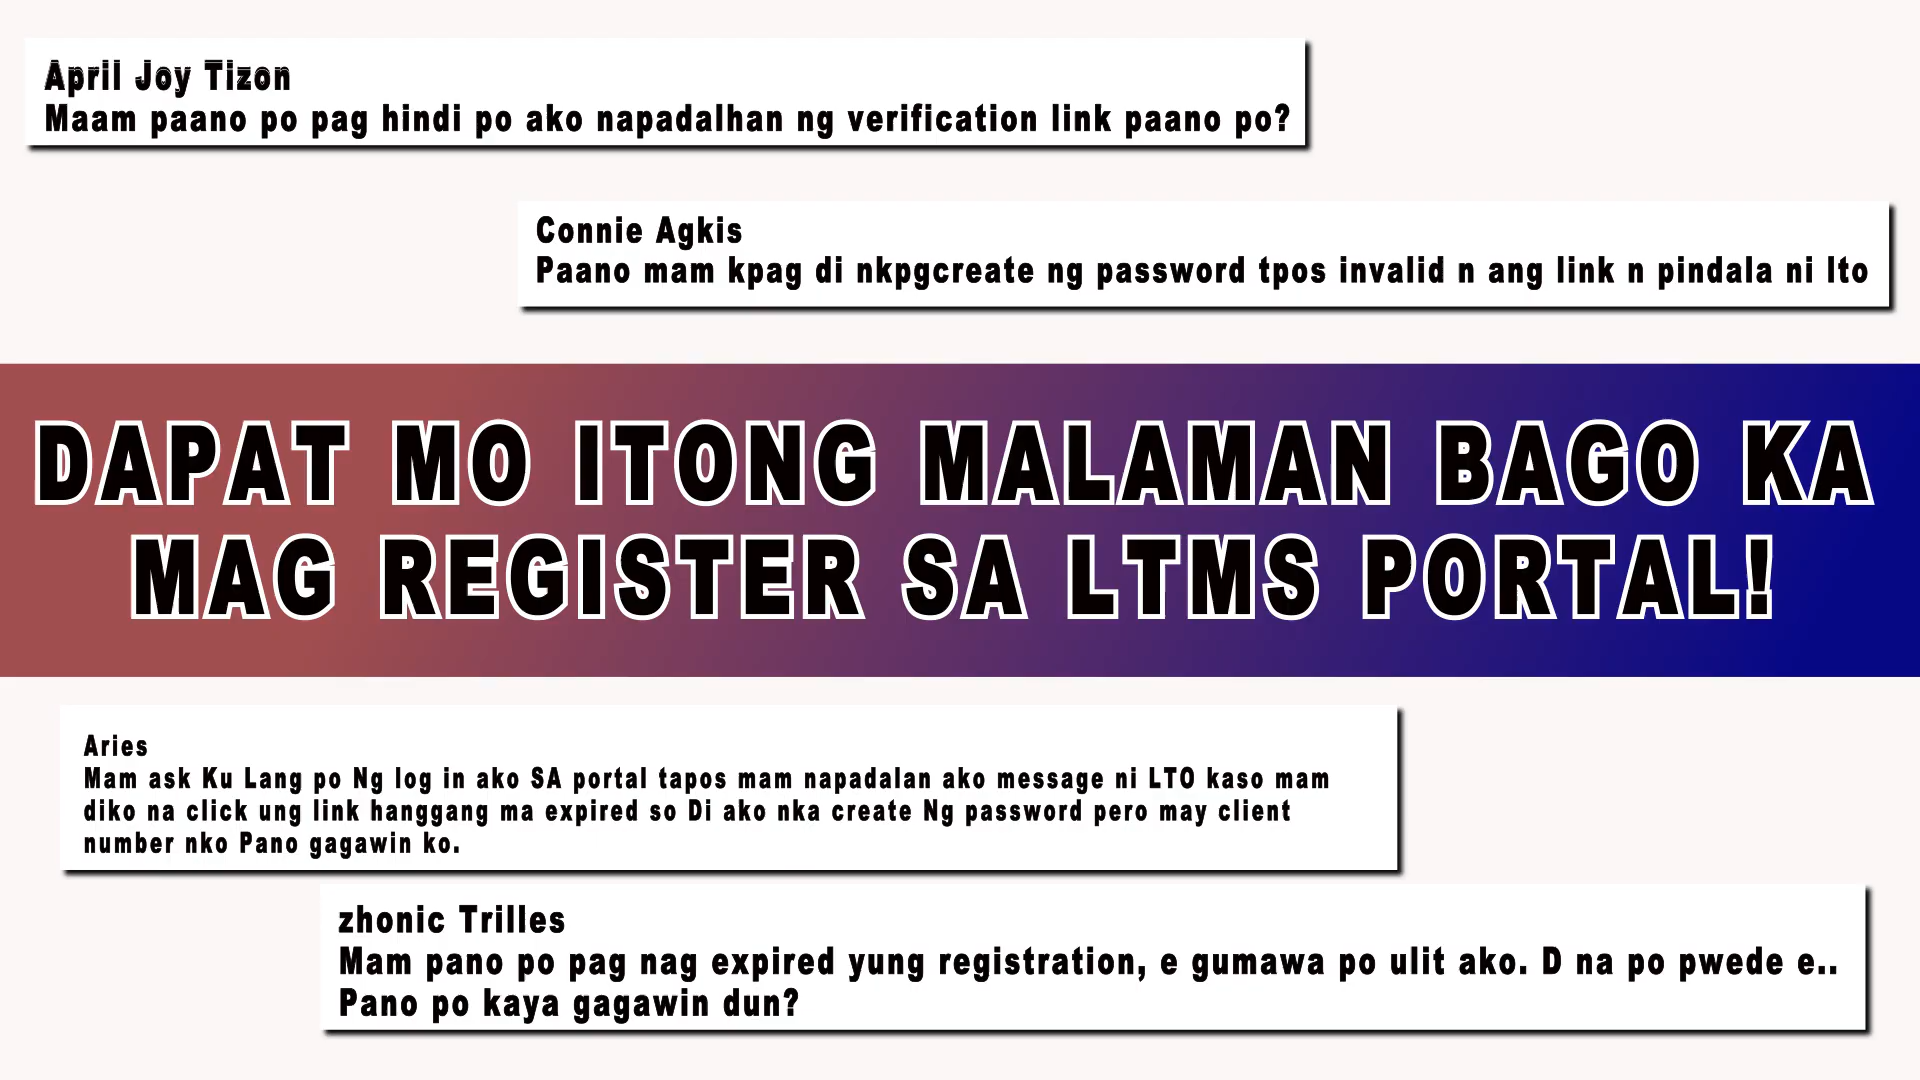 April Joy Tizon
Maam paano po pag hindi po ako napadalhan ng verification link paano po?
Connie Agkis
Paano mam kpag di nkpgcreate ng password tpos invalid n ang link n pindala ni lto
DAPAT MO ITONG MALAMAN BAGO KA
MAG REGISTER SA LTMS PORTAL!
Aries
Mam ask Ku Lang po Ng log in ako SA portal tapos mam napadalan ako message ni LTO kaso mam
diko na click ung link hanggang ma expired so Di ako nka create Ng password pero may client
number nko Pano gagawin ko.
zhonic Trilles
Mam pano po pag nag expired yung registration, e gumawa po ulit ako. D na po pwede e..
Pano po kaya gagawin dun?